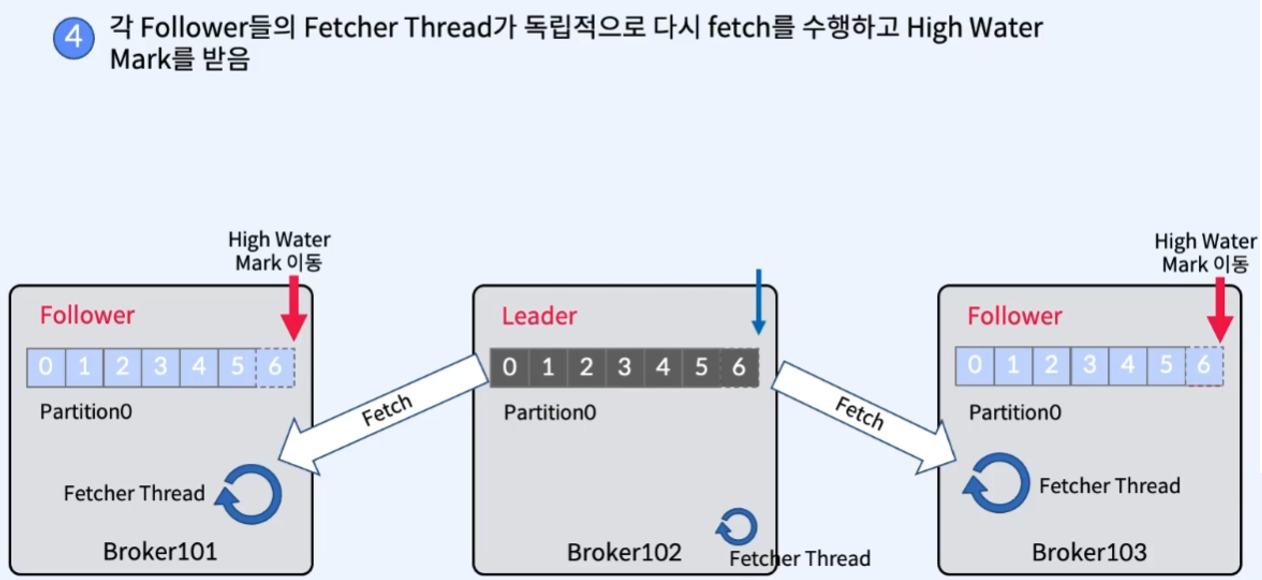 4
각 Follower들의 Fetcher Thread가 독립적으로 다시 fetch를 수행하고 High Water
Mark를 받음
High Water
Mark 이동
Follower
0 1 2 3 4 5 6
Partition0
Fetcher Thread
Broker101
Fetch
Leader
0 1 2 3 4 5 6
Partition0
Broker102
Fetcher Thread
Fetch
High Water
Mark 이동
Follower
0 1 2 3 4 5 6
Partition0
Fetcher Thread
Broker103